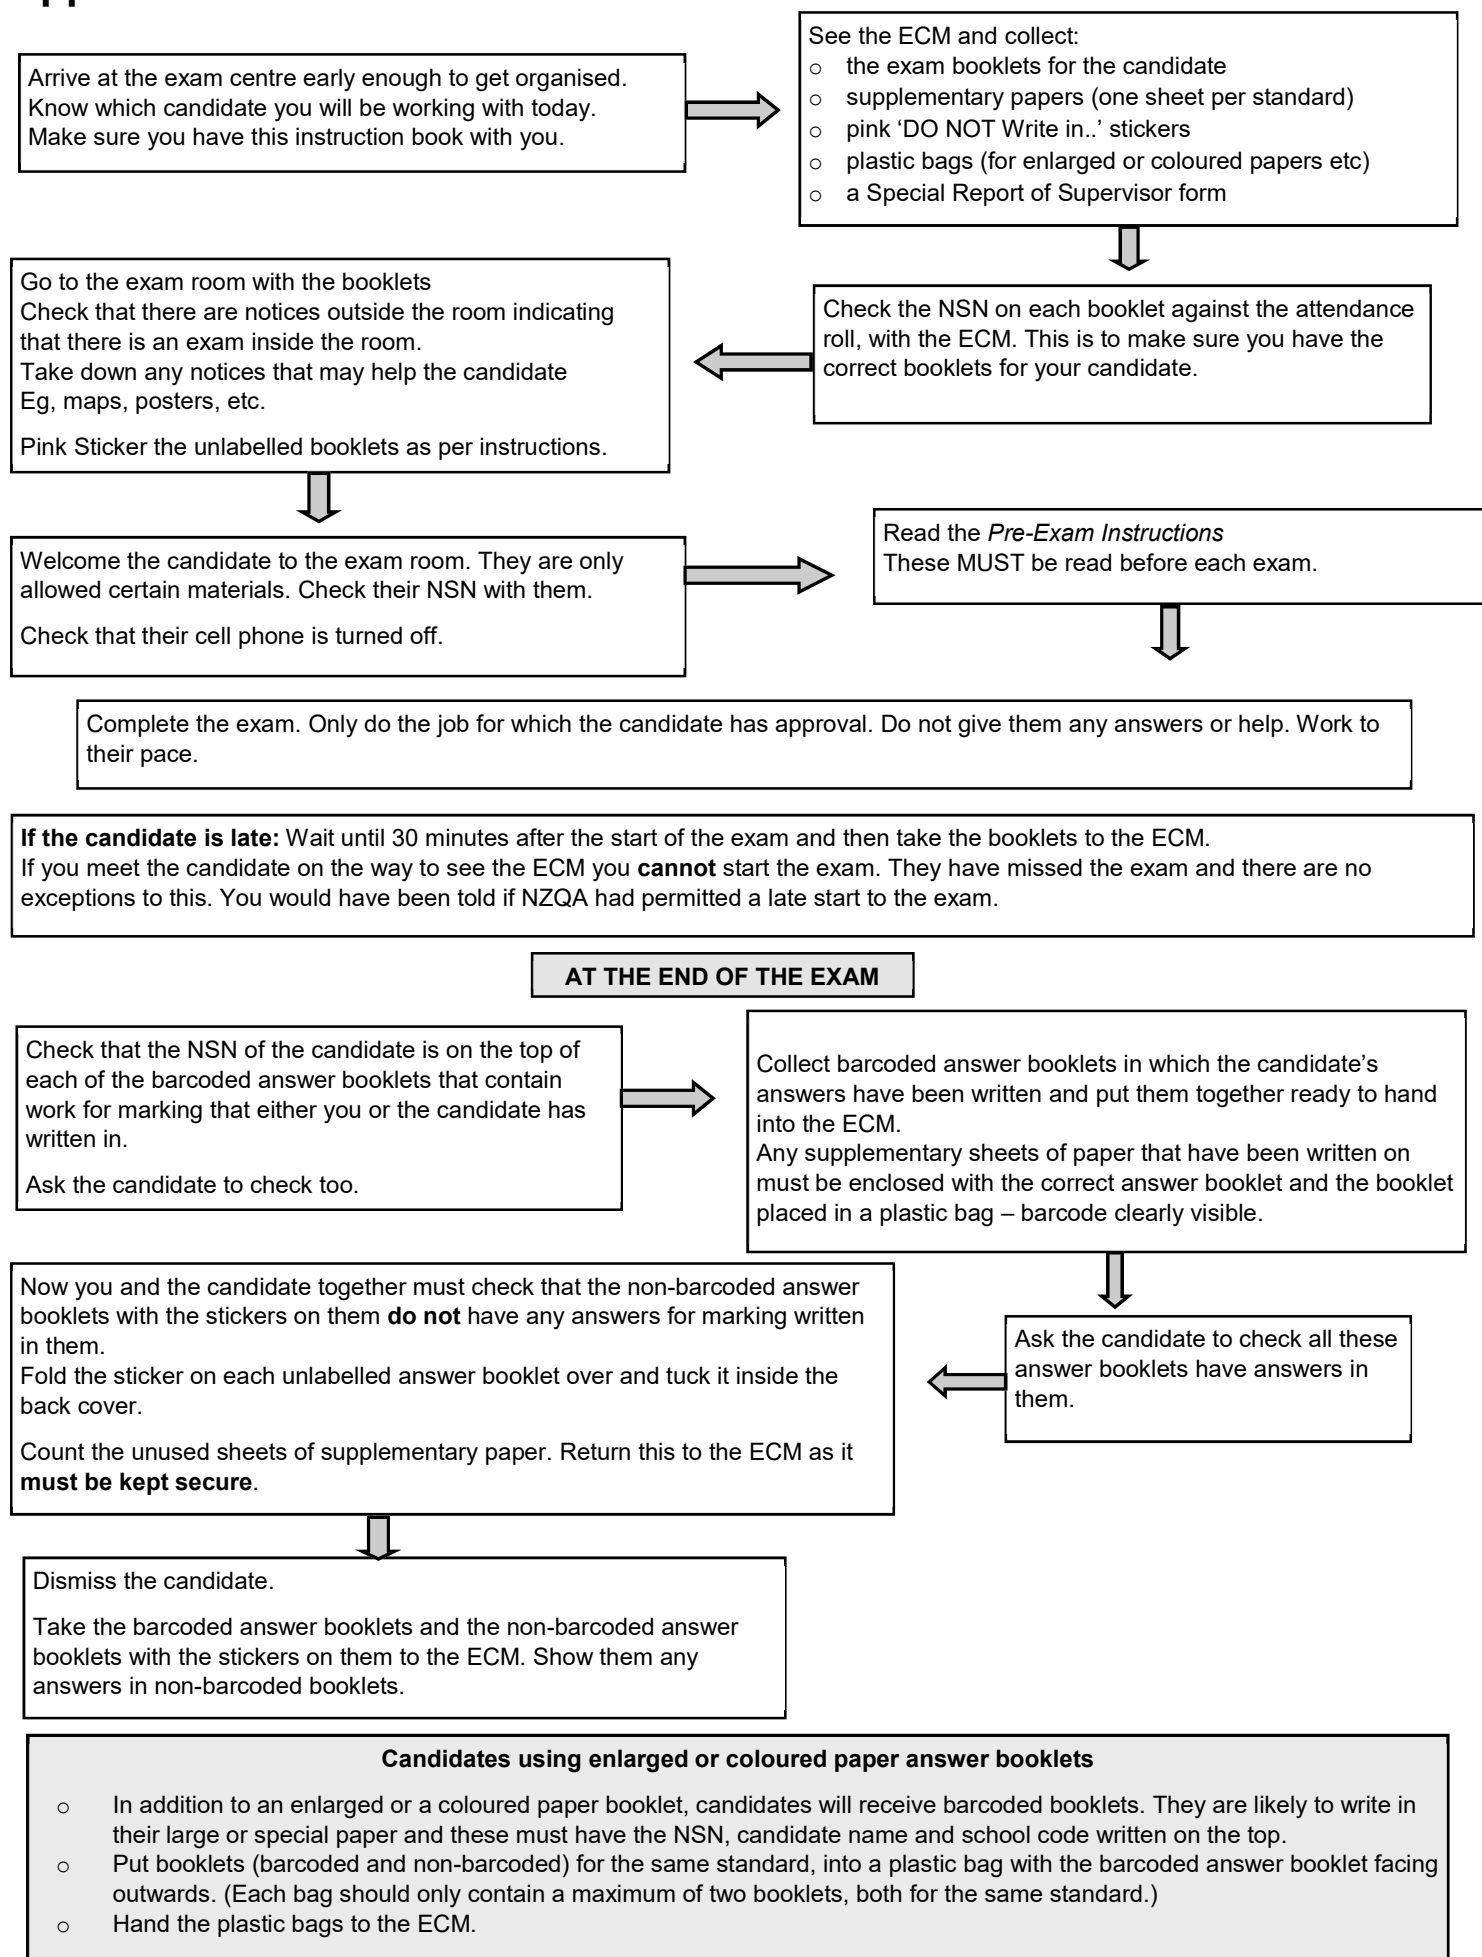 Arrive at the exam centre early enough to get organised.
Know which candidate you will be working with today.
Make sure you have this instruction book with you.
See the ECM and collect:
o the exam booklets for the candidate
o supplementary papers (one sheet per standard)
o pink ‘DO NOT Write in..’ stickers
o plastic bags (for enlarged or coloured papers etc)
o a Special Report of Supervisor form
Check the NSN on each booklet against the attendance
roll, with the ECM. This is to make sure you have the
correct booklets for your candidate.
Go to the exam room with the booklets
Check that there are notices outside the room indicating
that there is an exam inside the room.
Take down any notices that may help the candidate
Eg, maps, posters, etc.
Pink Sticker the unlabelled booklets as per instructions.
Welcome the candidate to the exam room. They are only
allowed certain materials. Check their NSN with them.
Check that their cell phone is turned off.
Read the Pre-Exam Instructions
These MUST be read before each exam.
Complete the exam. Only do the job for which the candidate has approval. Do not give them any answers or help. Work to
their pace.
If the candidate is late: Wait until 30 minutes after the start of the exam and then take the booklets to the ECM.
If you meet the candidate on the way to see the ECM you cannot start the exam. They have missed the exam and there are no
exceptions to this. You would have been told if NZQA had permitted a late start to the exam.
AT THE END OF THE EXAM
Check that the NSN of the candidate is on the top of
each of the barcoded answer booklets that contain
work for marking that either you or the candidate has
written in.
Ask the candidate to check too.
Collect barcoded answer booklets in which the candidate’s
answers have been written and put them together ready to hand
into the ECM.
Any supplementary sheets of paper that have been written on
must be enclosed with the correct answer booklet and the booklet
placed in a plastic bag – barcode clearly visible.
Ask the candidate to check all these
answer booklets have answers in
them.
Now you and the candidate together must check that the non-barcoded answer
booklets with the stickers on them do not have any answers for marking written
in them.
Fold the sticker on each unlabelled answer booklet over and tuck it inside the
back cover.
Count the unused sheets of supplementary paper. Return this to the ECM as it
must be kept secure.
Dismiss the candidate.
Take the barcoded answer booklets and the non-barcoded answer
booklets with the stickers on them to the ECM. Show them any
answers in non-barcoded booklets.
Candidates using enlarged or coloured paper answer booklets
o In addition to an enlarged or a coloured paper booklet, candidates will receive barcoded booklets. They are likely to write in
their large or special paper and these must have the NSN, candidate name and school code written on the top.
o Put booklets (barcoded and non-barcoded) for the same standard, into a plastic bag with the barcoded answer booklet facing
outwards. (Each bag should only contain a maximum of two booklets, both for the same standard.)
o Hand the plastic bags to the ECM.